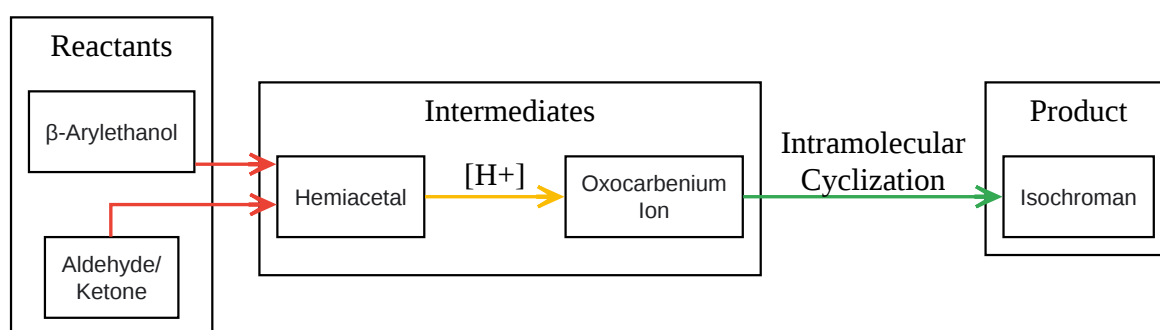 Reactants
β-Arylethanol
Aldehyde/
Ketone
Intermediates
Hemiacetal
[H+]
Oxocarbenium
Ion
Intramolecular
Cyclization
Product
Isochroman